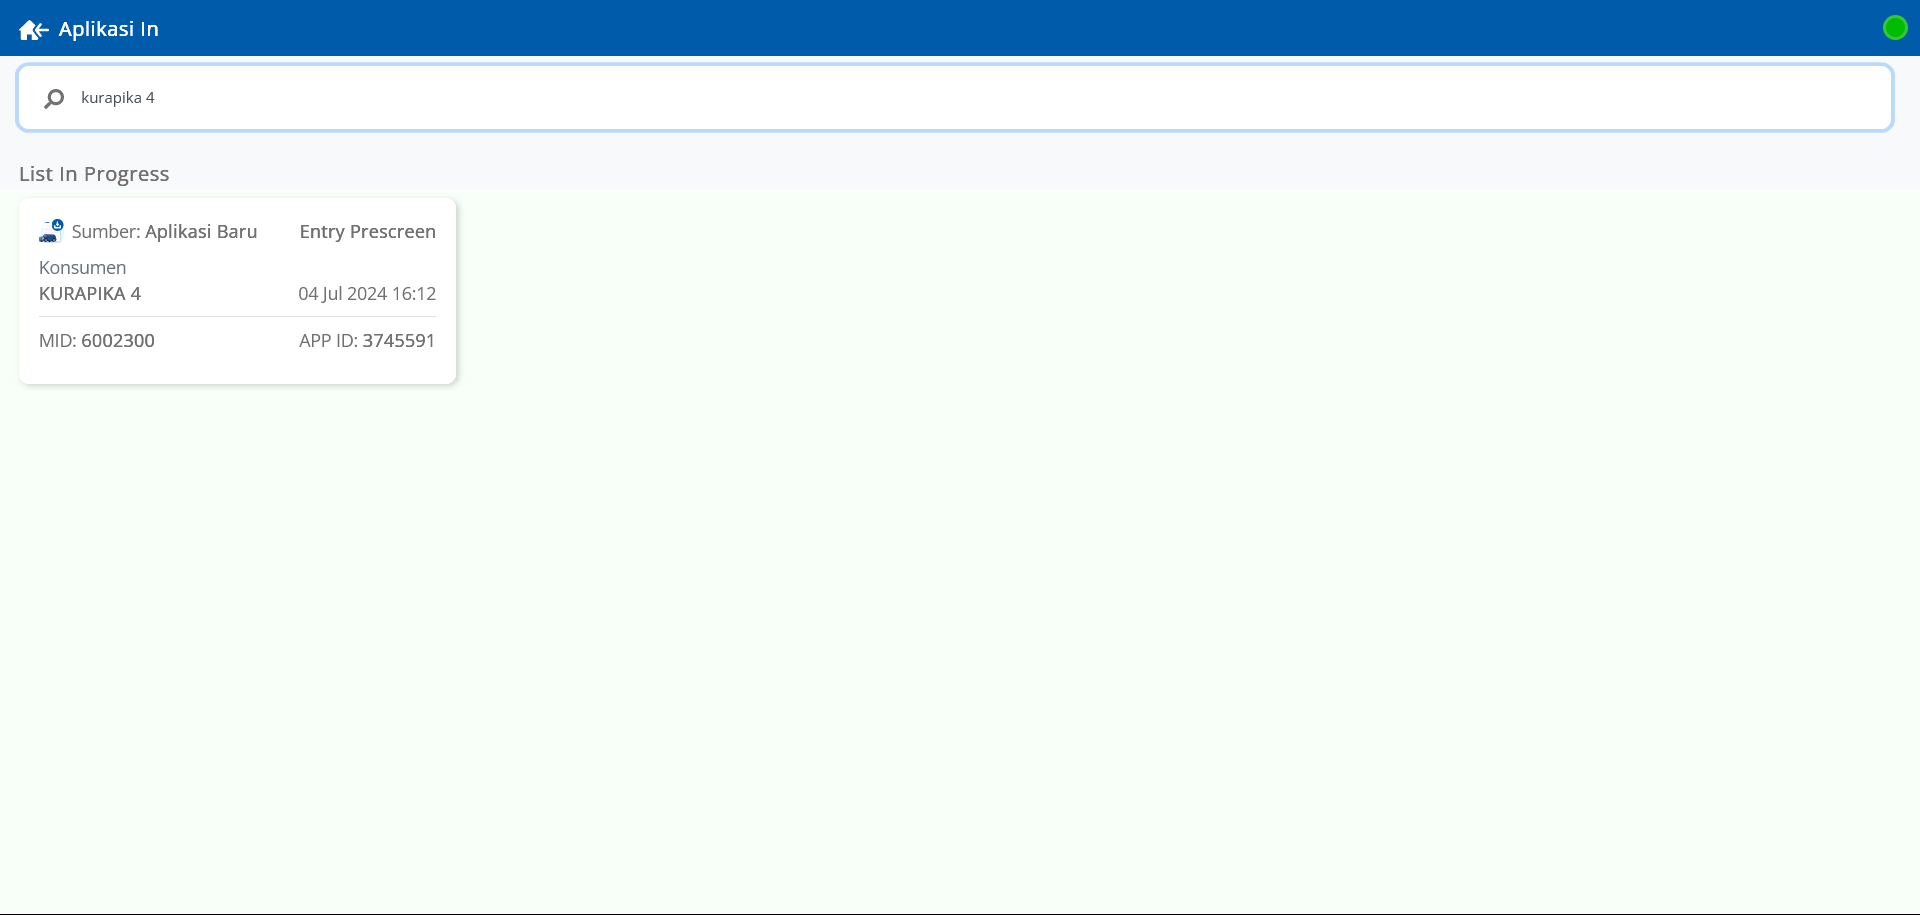 Aplikasi In
kurapika 4
List In Progress
Sumber: Aplikasi Baru Entry Prescreen
Konsumen
KURAPIKA 4 04 Jul 2024 16:12
MID: 6002300 APP ID: 3745591